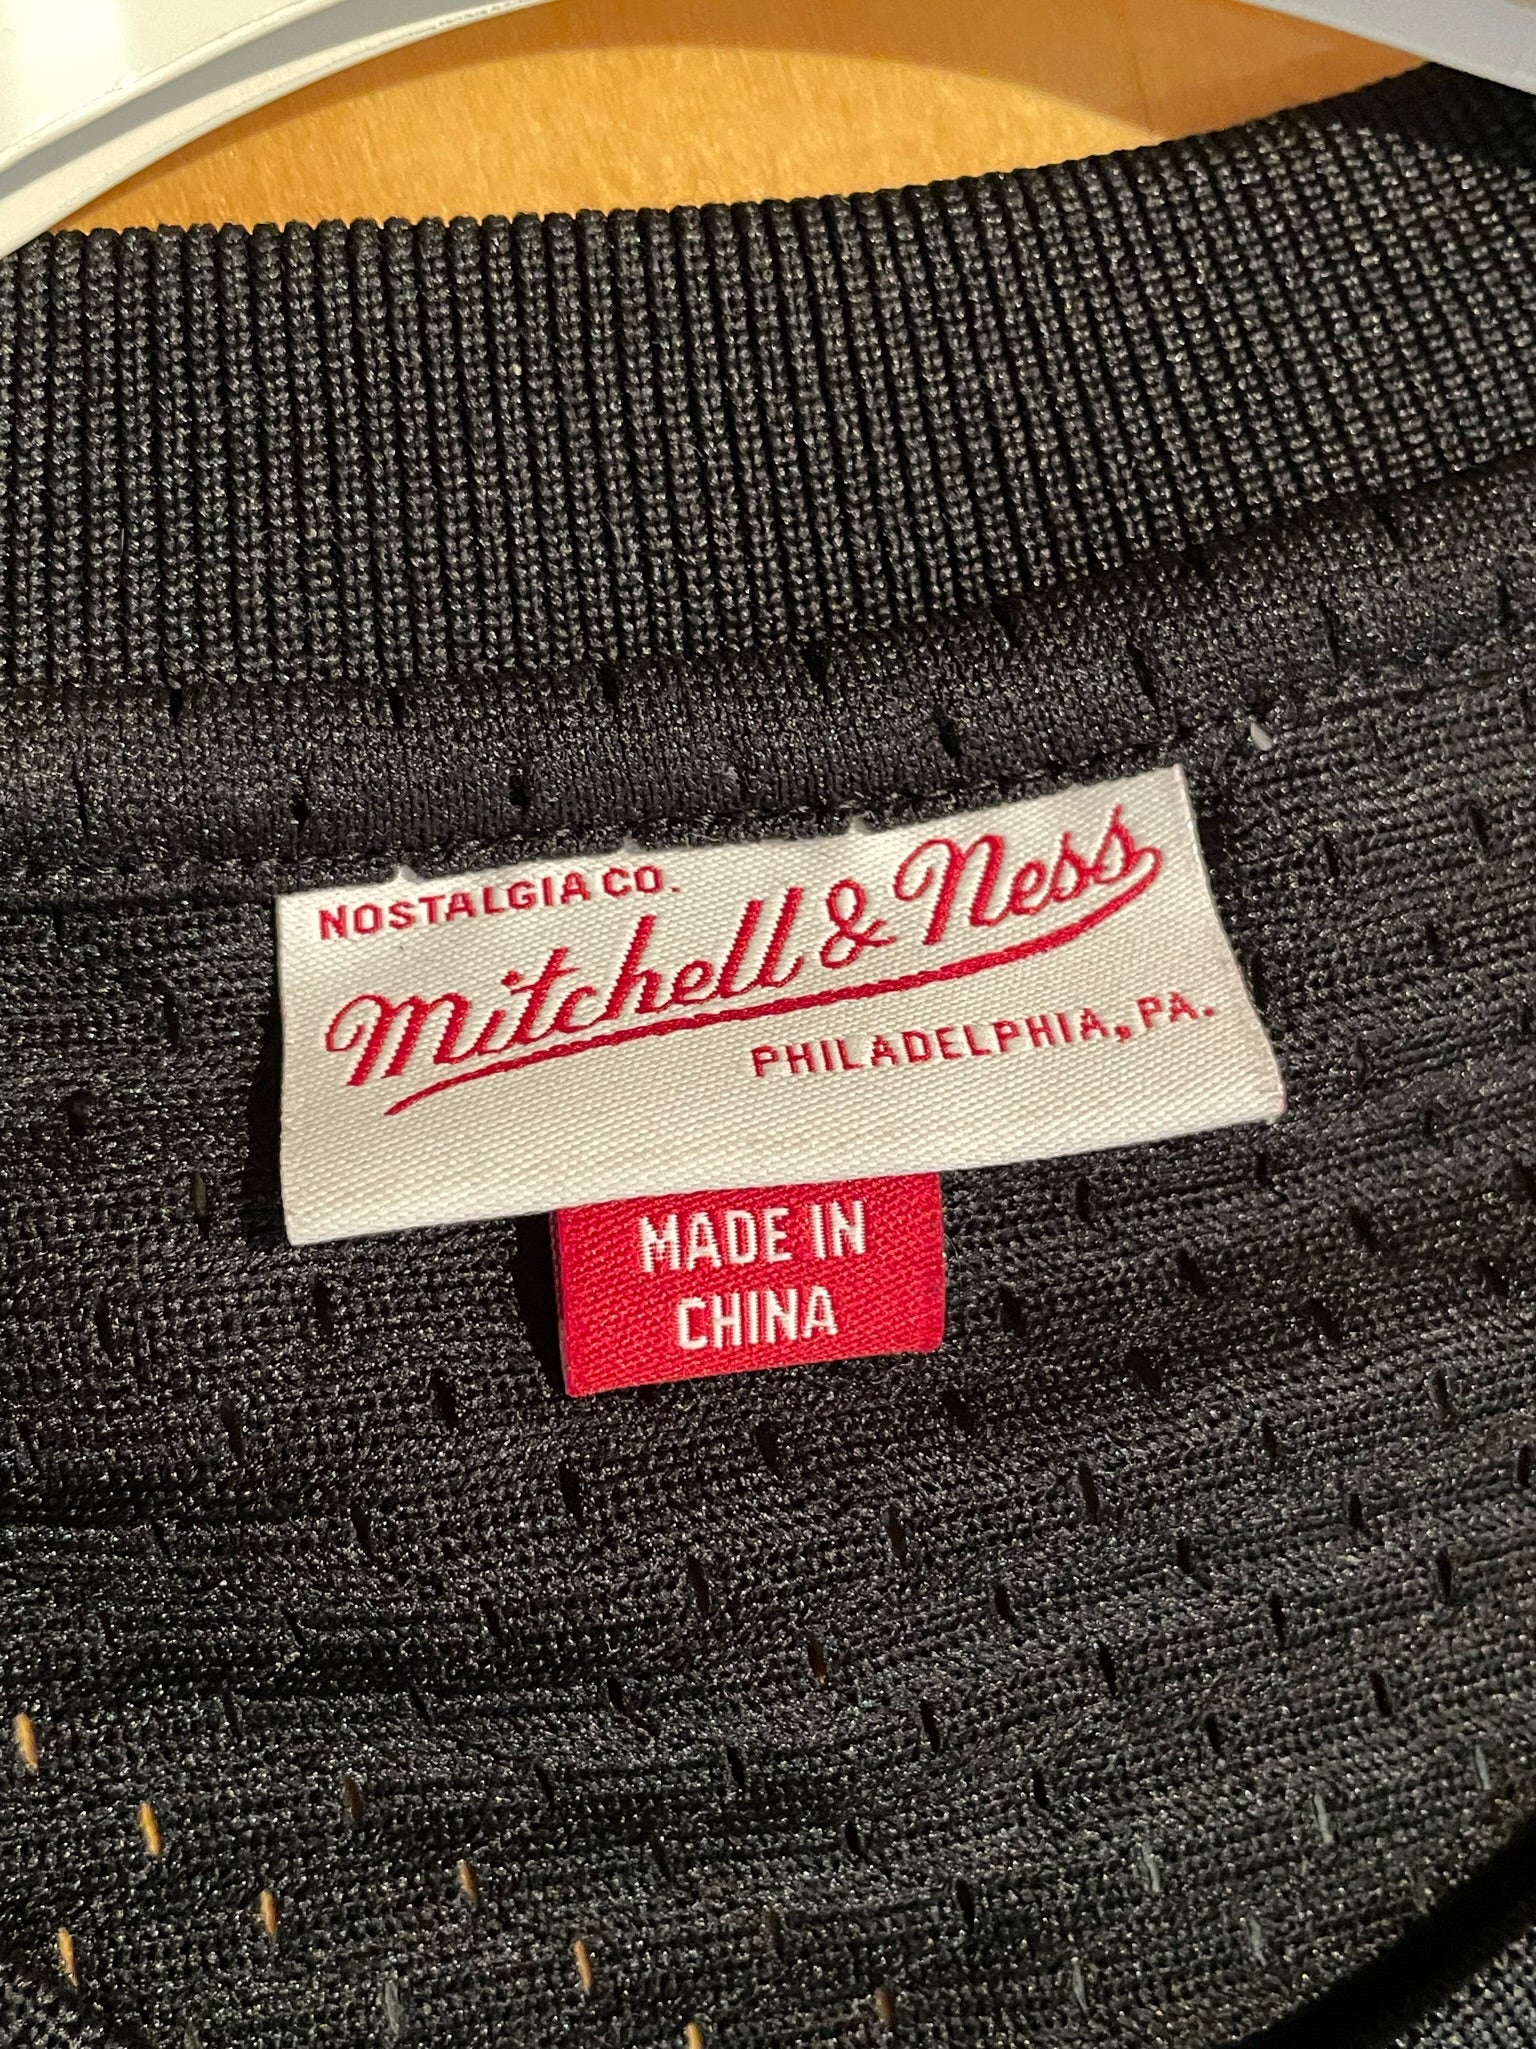 NOSTALGIA CO.
Mitchell & Ness
PHILADELPHIA, PA.
MADE IN
CHINA